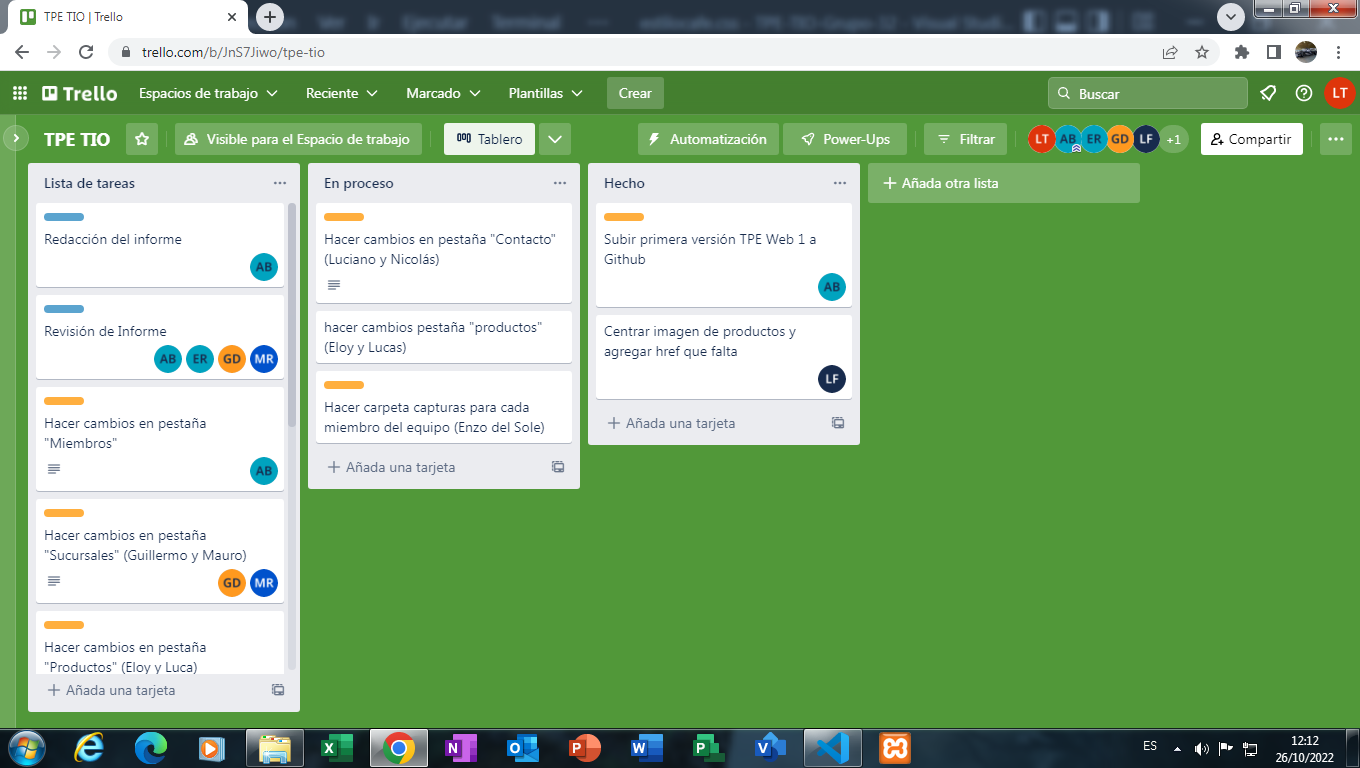 TPE TIO | Trello
trello.com/b/JnS7Jiwo/tpe-tio
Trello
Espacios de trabajo
Reciente
Marcado
Plantillas
Crear
Buscar
LT
TPE TIO
Visible para el Espacio de trabajo
Tablero
Automatización
Power-Ups
Filtrar
LT AB ER GD LF +1
Compartir
Lista de tareas
Redacción del informe
AB
Revisión de Informe
AB ER GD MR
Hacer cambios en pestaña
"Miembros"
AB
Hacer cambios en pestaña
"Sucursales" (Guillermo y Mauro)
GD MR
Hacer cambios en pestaña
"Productos" (Eloy y Luca)
Añada una tarjeta
En proceso
Hacer cambios en pestaña "Contacto"
(Luciano y Nicolás)
hacer cambios pestaña "productos"
(Eloy y Lucas)
Hacer carpeta capturas para cada
miembro del equipo (Enzo del Sole)
Añada una tarjeta
Hecho
Subir primera versión TPE Web 1 a
Github
AB
Centrar imagen de productos y
agregar href que falta
LF
Añada una tarjeta
Añada otra lista
ES
12:12
26/10/2022